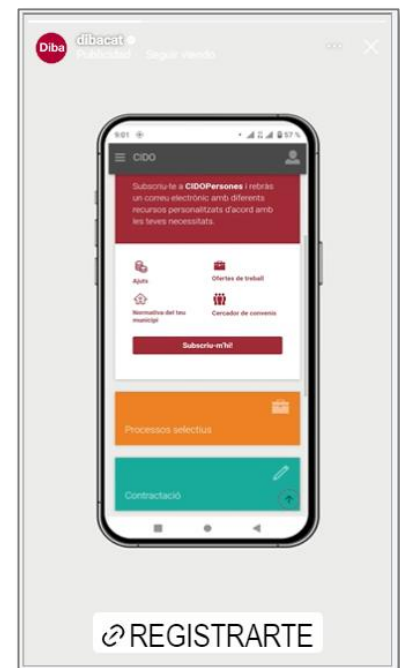 Diba
dibacat
Publicidad · Seguir viendo
9:01
57 %
CIDO
Subscriu-te a CIDOPersones i rebràs
un correu electrònic amb diferents
recursos personalitzats d'acord amb
les teves necessitats.
Ajuts
Ofertes de treball
Normativa del teu
municipi
Cercador de convenis
Subscriu-m'hi!
Processos selectius
Contractació
REGISTRARTE